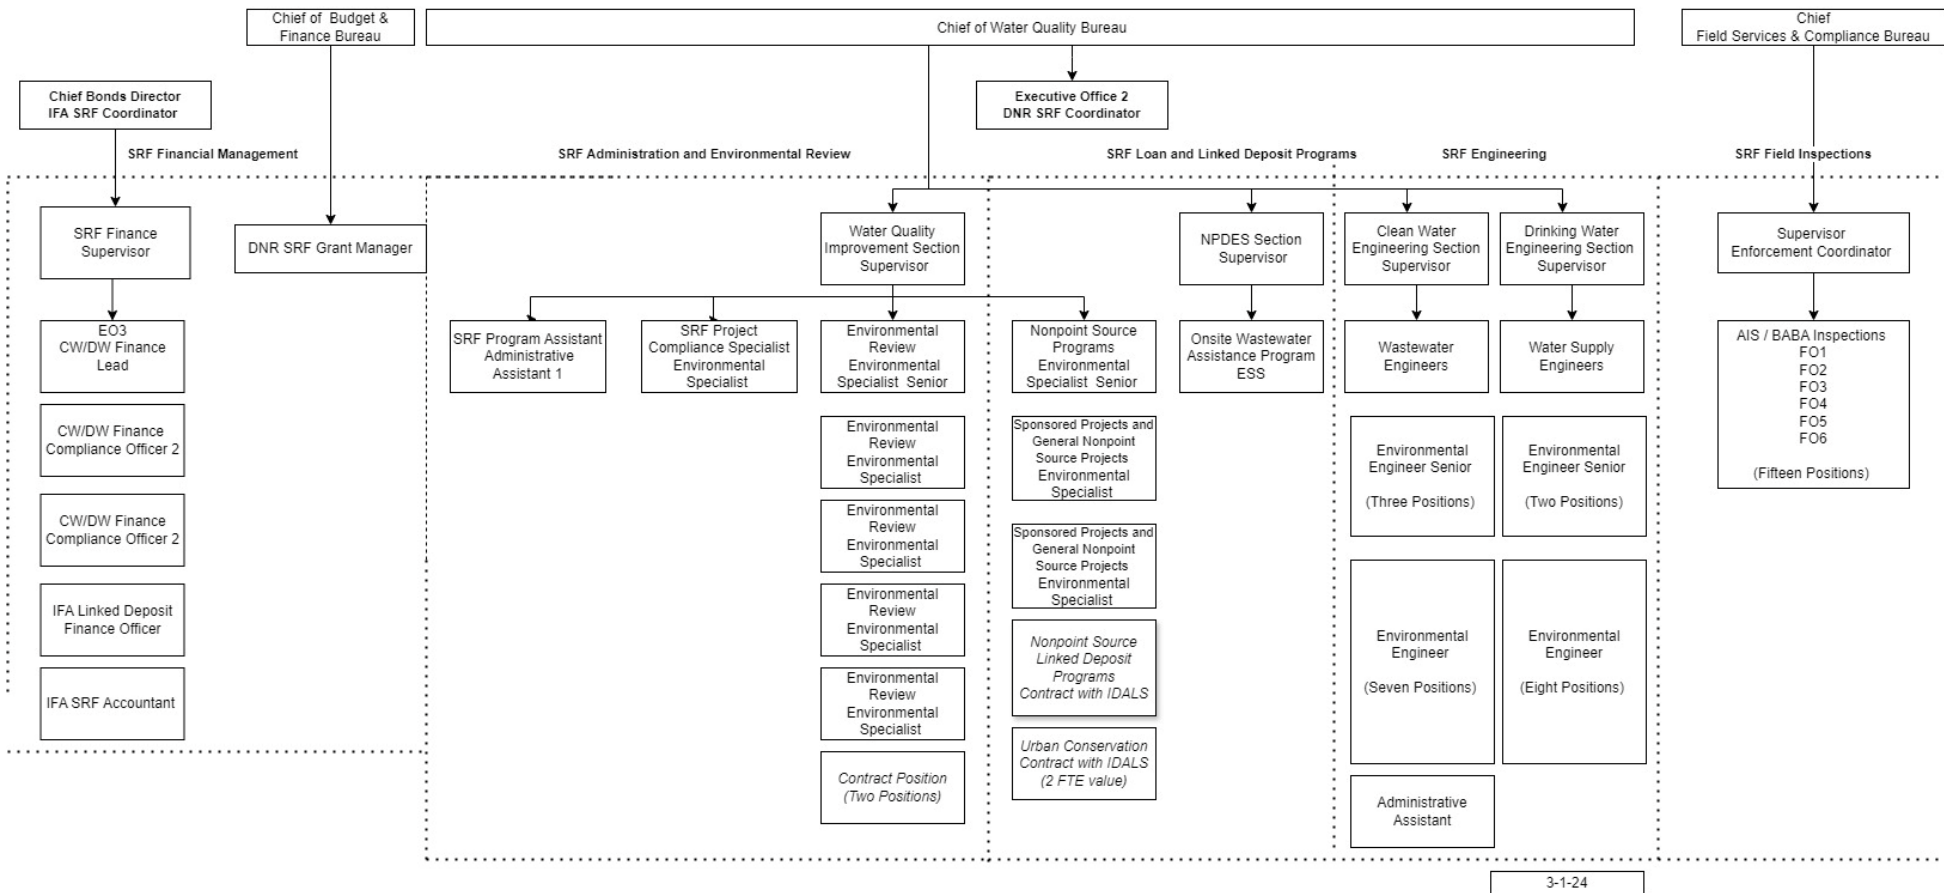 Chief of Budget &
Finance Bureau
Chief of Water Quality Bureau
Chief
Field Services & Compliance Bureau
Chief Bonds Director
IFA SRF Coordinator
Executive Office 2
DNR SRF Coordinator
SRF Financial Management
SRF Administration and Environmental Review
SRF Loan and Linked Deposit Programs
SRF Engineering
SRF Field Inspections
SRF Finance
Supervisor
DNR SRF Grant Manager
Water Quality
Improvement Section
Supervisor
NPDES Section
Supervisor
Clean Water
Engineering Section
Supervisor
Drinking Water
Engineering Section
Supervisor
Supervisor
Enforcement Coordinator
EO3
CW/DW Finance
Lead
SRF Program Assistant
Administrative
Assistant 1
SRF Project
Compliance Specialist
Environmental
Specialist
Environmental
Review
Environmental
Specialist Senior
Nonpoint Source
Programs
Environmental
Specialist Senior
Onsite Wastewater
Assistance Program
ESS
Wastewater
Engineers
Water Supply
Engineers
AIS / BABA Inspections
FO1
FO2
FO3
FO4
FO5
FO6
(Fifteen Positions)
CW/DW Finance
Compliance Officer 2
Environmental
Review
Environmental
Specialist
Sponsored Projects and
General Nonpoint
Source Projects
Environmental
Specialist
Environmental
Engineer Senior
(Three Positions)
Environmental
Engineer Senior
(Two Positions)
CW/DW Finance
Compliance Officer 2
Environmental
Review
Environmental
Specialist
Sponsored Projects and
General Nonpoint
Source Projects
Environmental
Specialist
IFA Linked Deposit
Finance Officer
Environmental
Review
Environmental
Specialist
Nonpoint Source
Linked Deposit
Programs
Contract with IDALS
Environmental
Engineer
(Seven Positions)
Environmental
Engineer
(Eight Positions)
IFA SRF Accountant
Environmental
Review
Environmental
Specialist
Urban Conservation
Contract with IDALS
(2 FTE value)
Contract Position
(Two Positions)
Administrative
Assistant
3-1-24